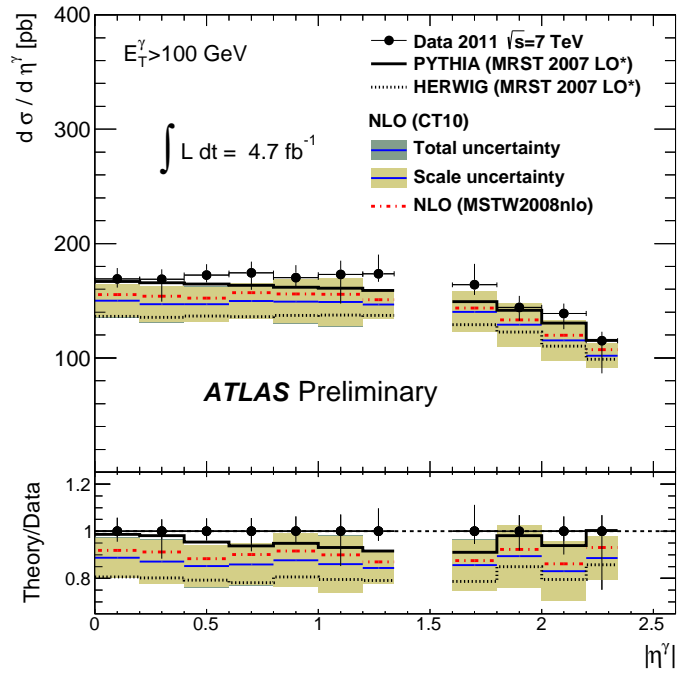 d σ / d η^γ [pb]
400
300
200
100
E_T^γ>100 GeV
∫ L dt = 4.7 fb^-1
Data 2011 √s=7 TeV
PYTHIA (MRST 2007 LO*)
HERWIG (MRST 2007 LO*)
NLO (CT10)
Total uncertainty
Scale uncertainty
NLO (MSTW2008nlo)
ATLAS Preliminary
Theory/Data
1.2
1
0.8
0 0.5 1 1.5 2 2.5
|η^γ|